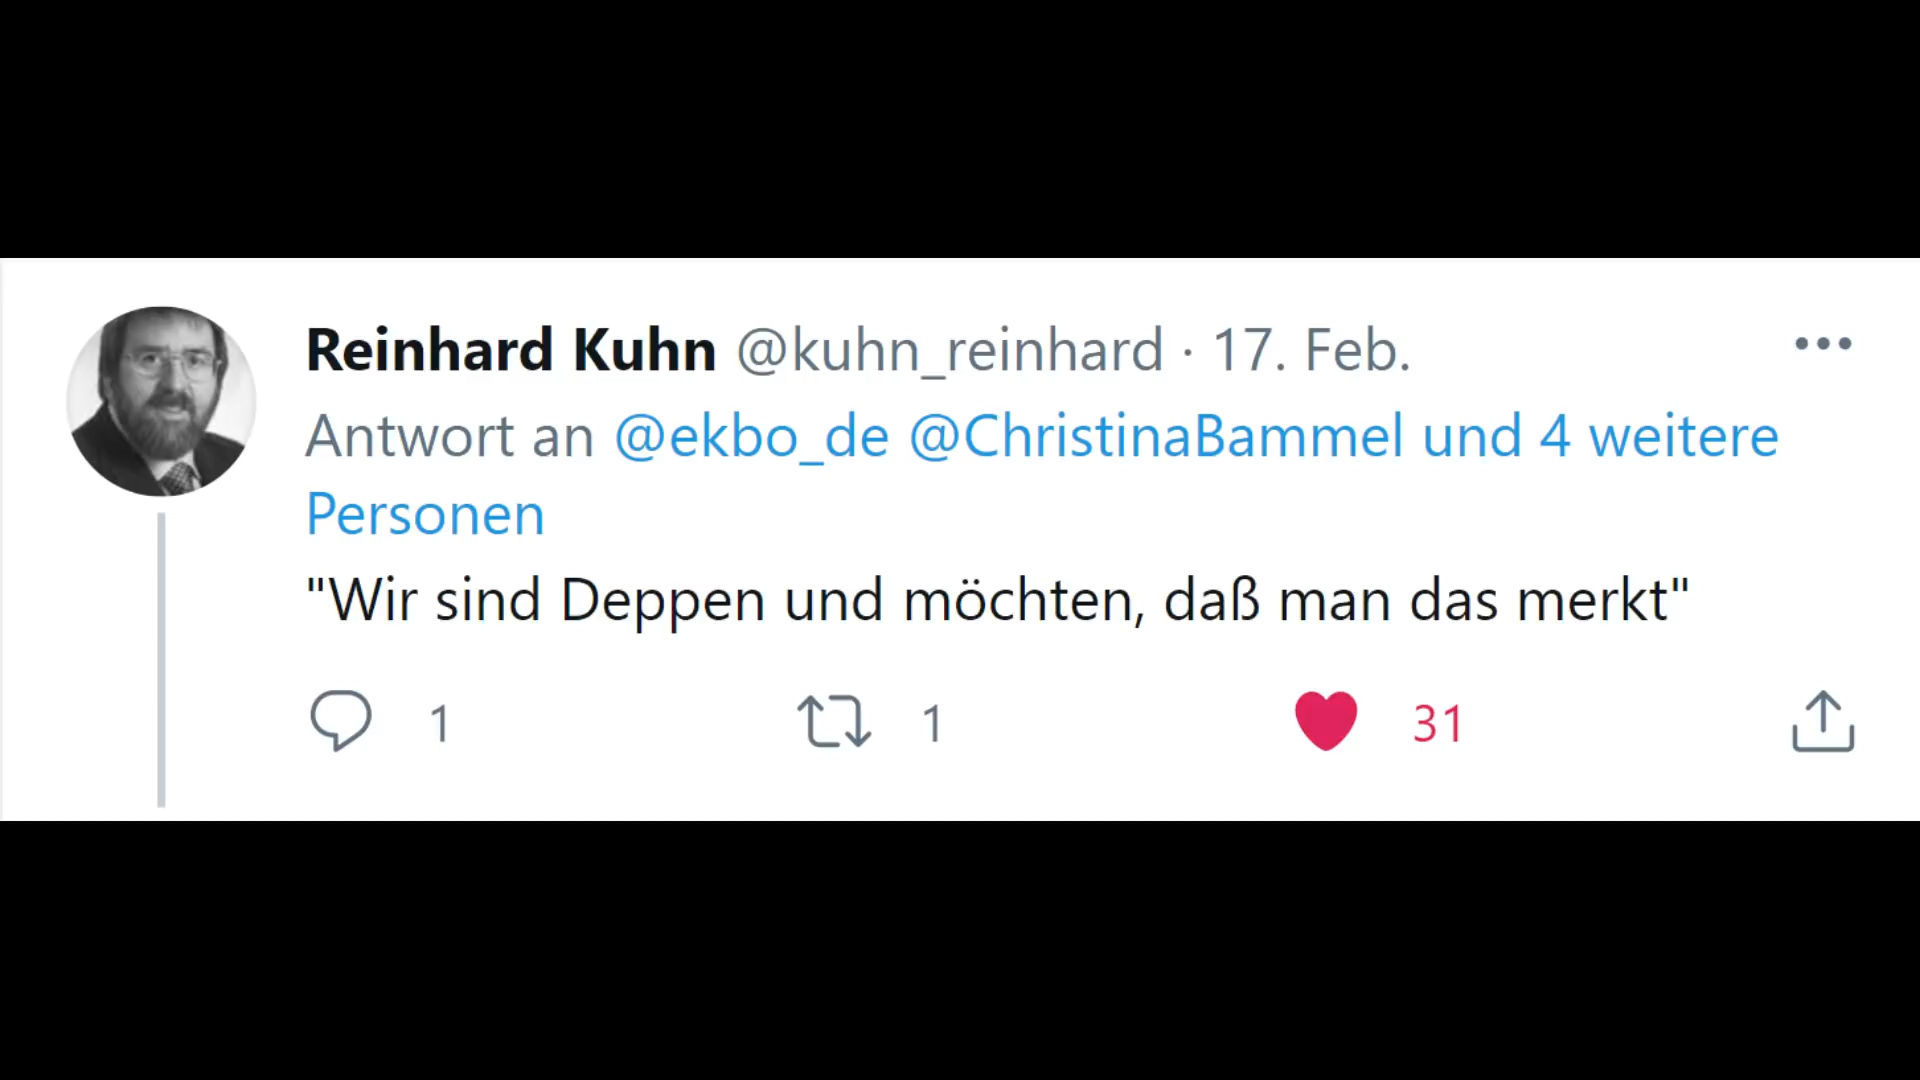 Reinhard Kuhn @kuhn_reinhard · 17. Feb.
Antwort an @ekbo_de @ChristinaBammel und 4 weitere
Personen
"Wir sind Deppen und möchten, daß man das merkt"
1 1 31